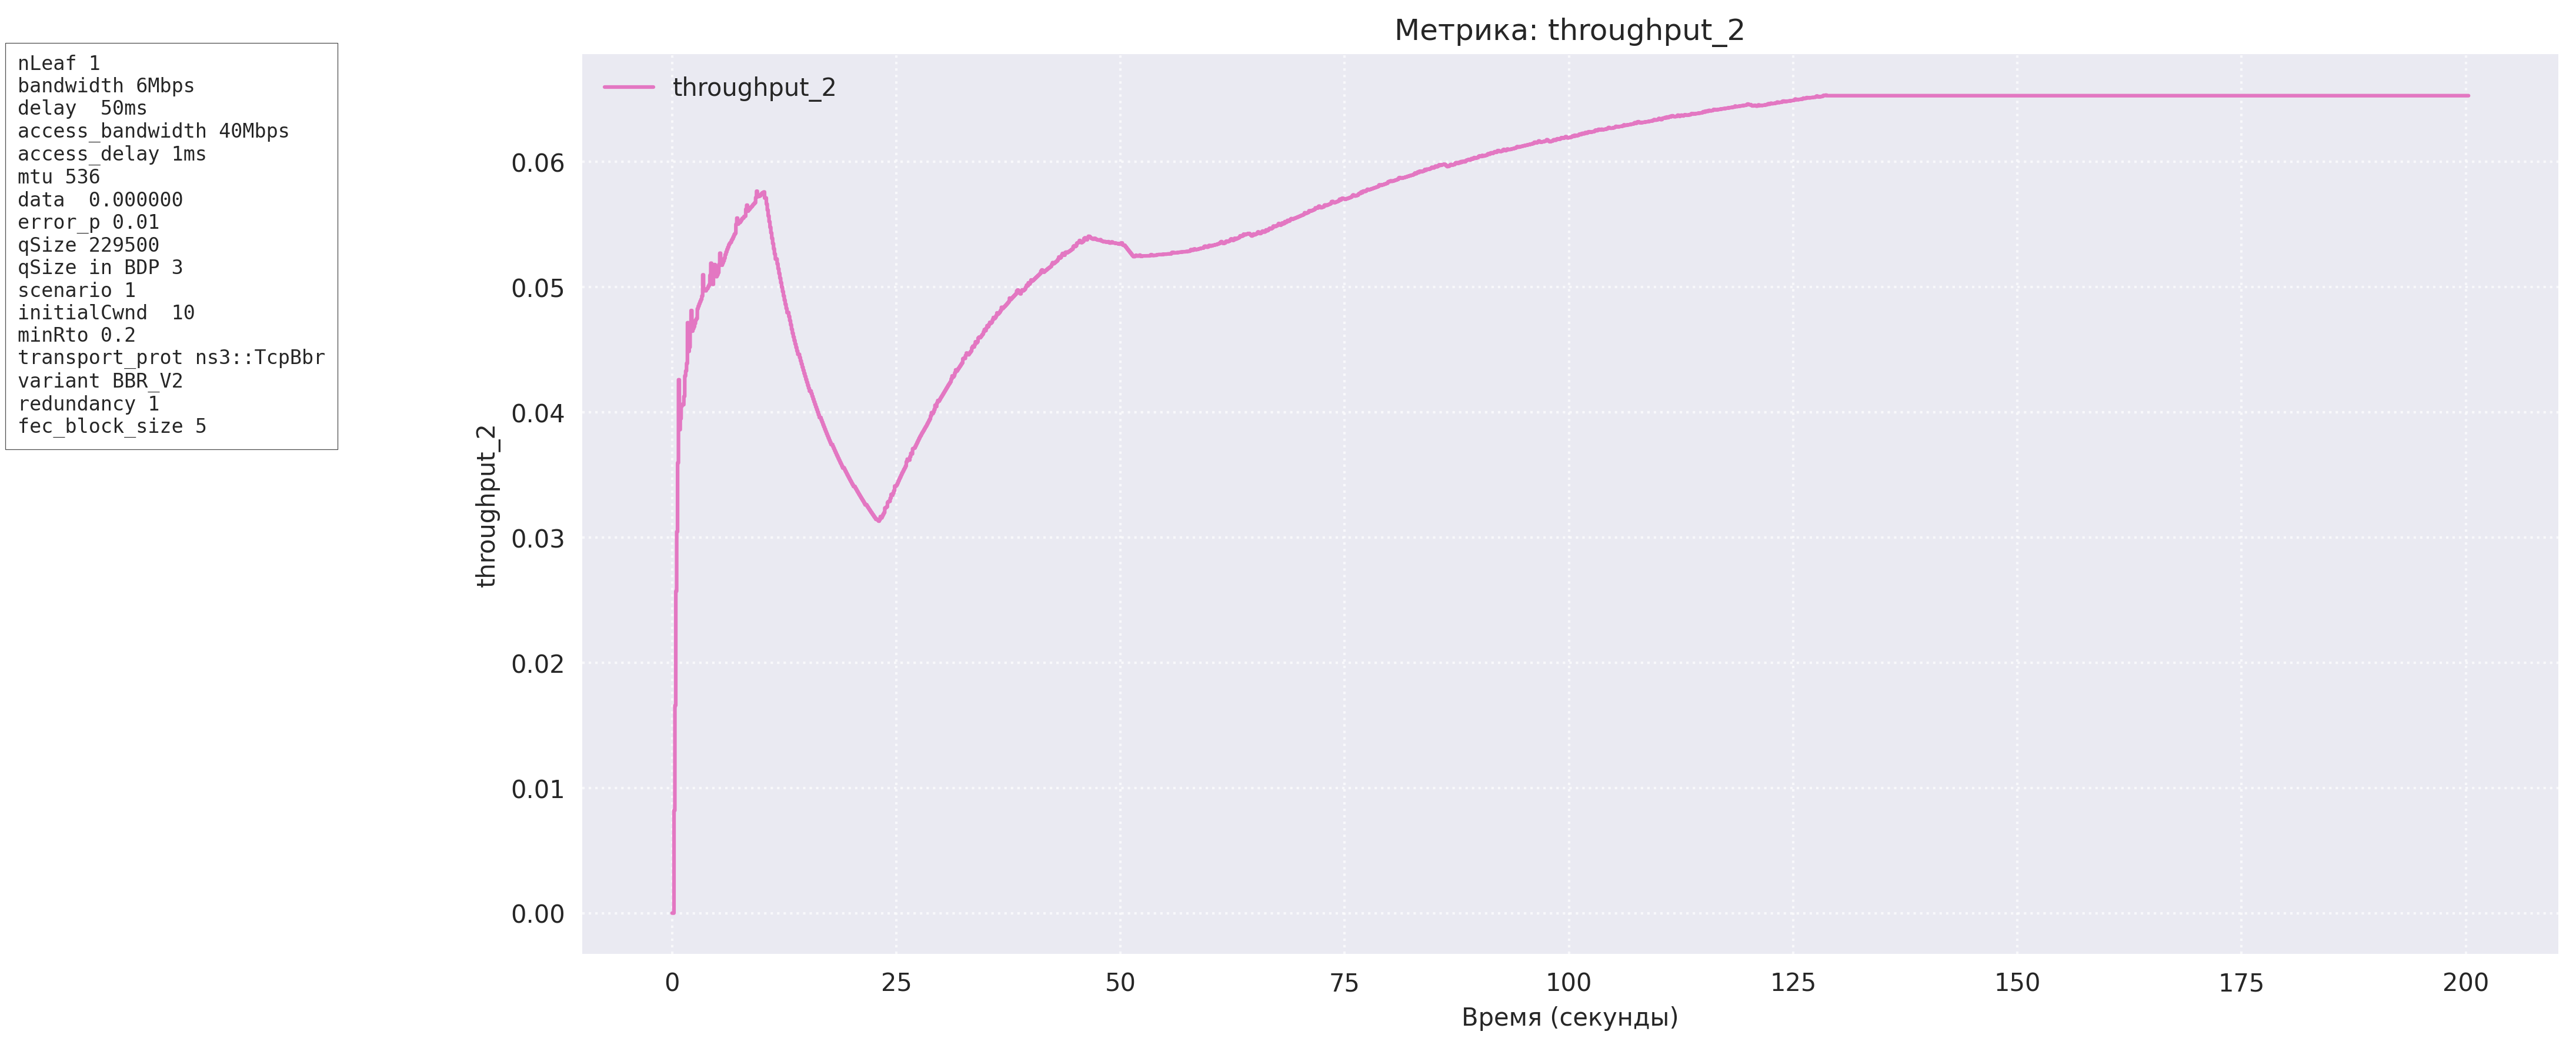 Метрика: throughput_2
nLeaf 1
bandwidth 6Mbps
delay  50ms
access_bandwidth 40Mbps
access_delay 1ms
mtu 536
data  0.000000
error_p 0.01
qSize 229500
qSize in BDP 3
scenario 1
initialCwnd  10
minRto 0.2
transport_prot ns3::TcpBbr
variant BBR_V2
redundancy 1
fec_block_size 5
throughput_2
throughput_2
0.06
0.05
0.04
0.03
0.02
0.01
0.00
0 25 50 75 100 125 150 175 200
Время (секунды)